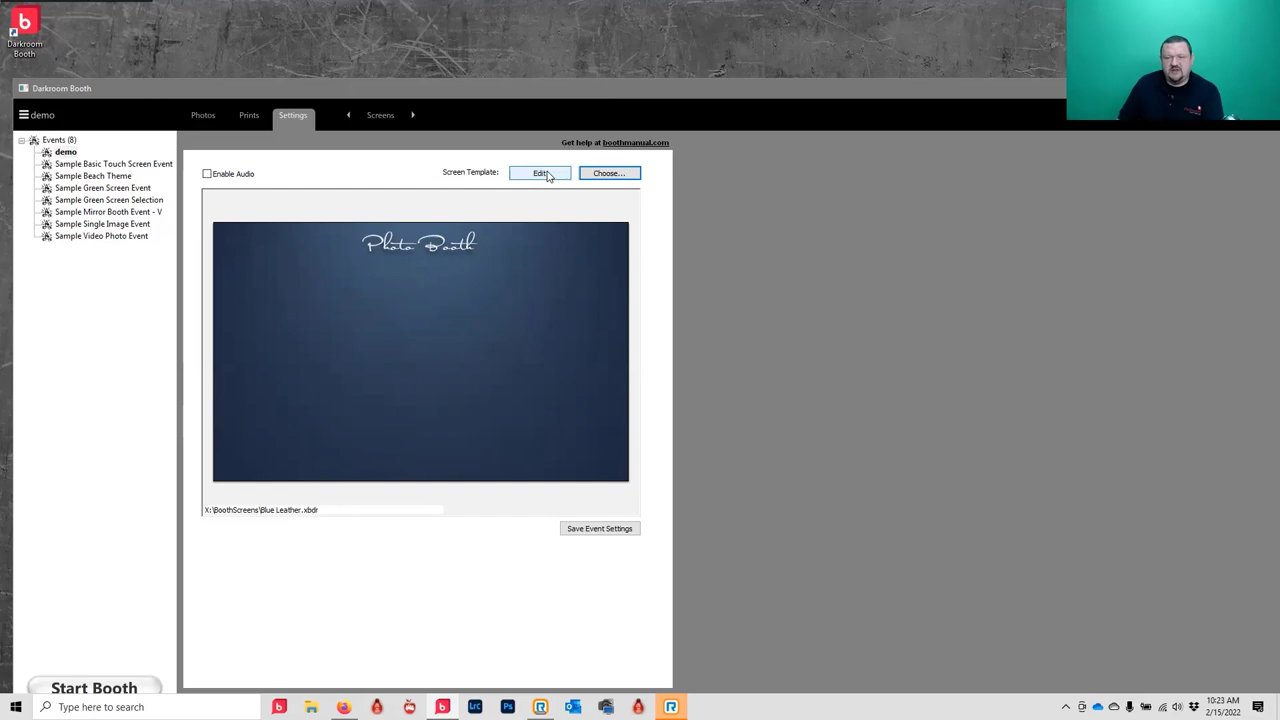 Darkroom
Booth
Darkroom Booth
demo
Photos
Prints
Settings
Screens
Get help at boothmanual.com
Events (8)
demo
Sample Basic Touch Screen Event
Sample Beach Theme
Sample Green Screen Event
Sample Green Screen Selection
Sample Mirror Booth Event - V
Sample Single Image Event
Sample Video Photo Event
Enable Audio
Screen Template:
Edit
Choose...
Photo Booth
X:\BoothScreens\Blue Leather.xbdr
Save Event Settings
Start Booth
Type here to search
Lrc
Ps
10:23 AM
2/15/2022